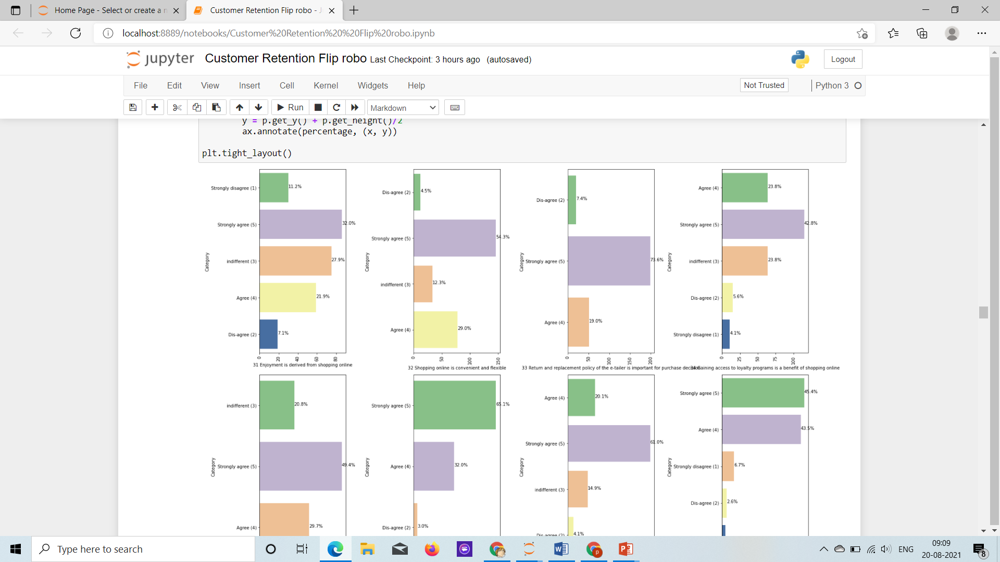 Home Page - Select or create a n
Customer Retention Flip robo - J
localhost:8889/notebooks/Customer%20Retention%20%20Flip%20robo.ipynb
jupyter Customer Retention Flip robo Last Checkpoint: 3 hours ago (autosaved)
Logout
File Edit View Insert Cell Kernel Widgets Help
Not Trusted Python 3
Run Markdown
y = p.get_y() + p.get_height()/2
ax.annotate(percentage, (x, y))
plt.tight_layout()
Category
Strongly disagree (1) 11.2%
Strongly agree (5) 32.0%
indifferent (3) 27.9%
Agree (4) 21.9%
Dis-agree (2) 7.1%
0 20 40 60 80
31 Enjoyment is derived from shopping online
Category
Dis-agree (2) 4.5%
Strongly agree (5) 54.3%
indifferent (3) 12.3%
Agree (4) 29.0%
0 50 100 150
32 Shopping online is convenient and flexible
Category
Dis-agree (2) 7.4%
Strongly agree (5) 73.6%
Agree (4) 19.0%
0 50 100 150 200
33 Return and replacement policy of the e-tailer is important for purchase decision
Category
Agree (4) 23.8%
Strongly agree (5) 42.8%
indifferent (3) 23.8%
Dis-agree (2) 5.6%
Strongly disagree (1) 4.1%
0 25 50 75 100
34 Gaining access to loyalty programs is a benefit of shopping online
Category
indifferent (3) 20.8%
Strongly agree (5) 49.4%
Agree (4) 29.7%
Category
Strongly agree (5) 65.1%
Agree (4) 32.0%
Dis-agree (2) 3.0%
Category
Agree (4) 20.1%
Strongly agree (5) 61.0%
indifferent (3) 14.9%
Dis-agree (2) 4.1%
Category
Strongly agree (5) 45.4%
Agree (4) 43.5%
Strongly disagree (1) 6.7%
Dis-agree (2) 2.6%
Type here to search
ENG
09:09
20-08-2021
8